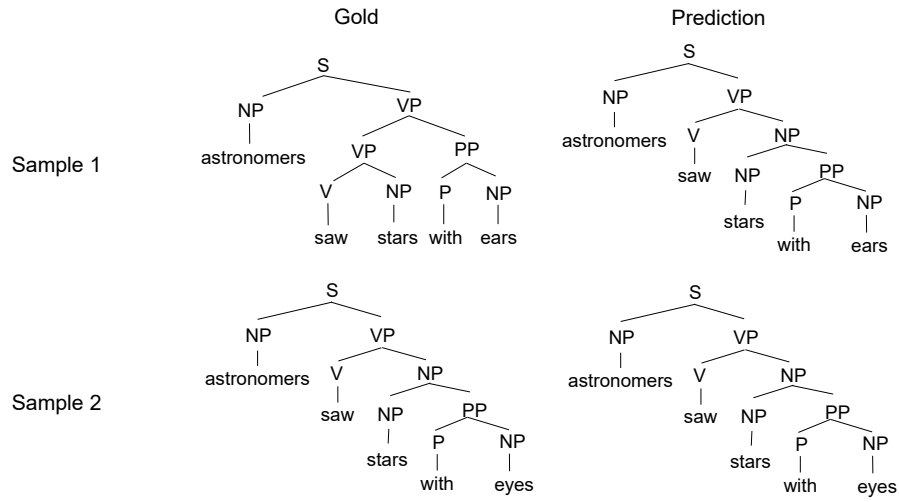 Gold Prediction
S S
NP VP NP VP
astronomers VP PP astronomers V NP
V NP P NP saw NP PP
saw stars with ears stars P NP
with ears
Sample 1
S S
NP VP NP VP
astronomers V NP astronomers V NP
saw NP PP saw NP PP
stars P NP stars P NP
with eyes with eyes
Sample 2